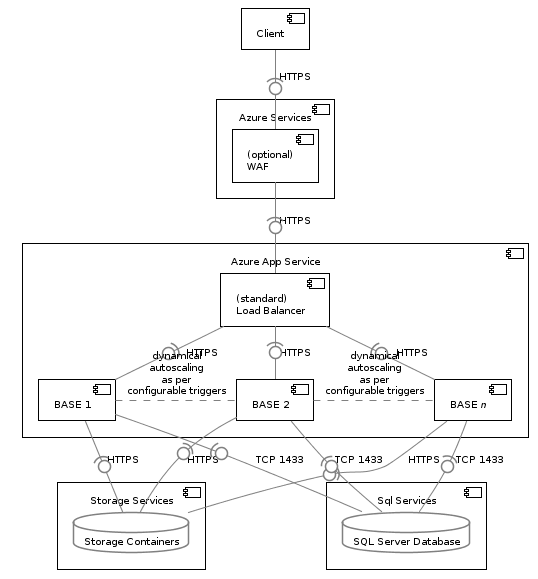 Client
HTTPS
Azure Services
(optional)
WAF
HTTPS
Azure App Service
(standard)
Load Balancer
HTTPS
HTTPS
HTTPS
dynamical
autoscaling
as per
configurable triggers
dynamical
autoscaling
as per
configurable triggers
BASE 1
BASE 2
BASE n
HTTPS
HTTPS
TCP 1433
TCP 1433
HTTPS
TCP 1433
Storage Services
Sql Services
Storage Containers
SQL Server Database